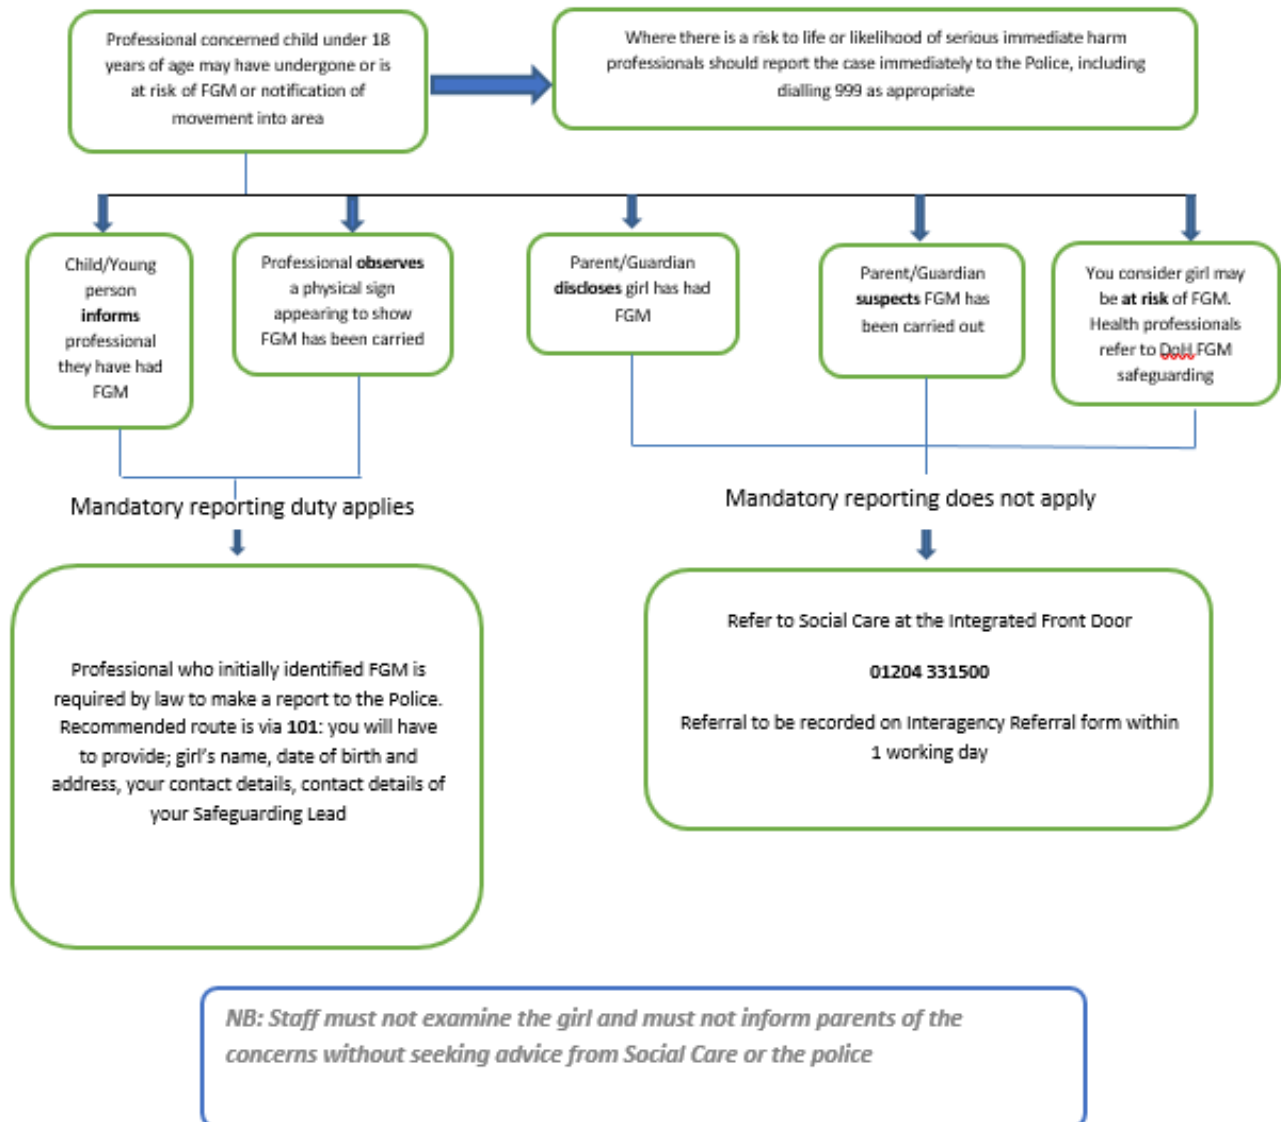 Professional concerned child under 18
years of age may have undergone or is
at risk of FGM or notification of
movement into area
Where there is a risk to life or likelihood of serious immediate harm
professionals should report the case immediately to the Police, including
dialling 999 as appropriate
Child/Young
person
informs
professional
they have had
FGM
Professional observes
a physical sign
appearing to show
FGM has been carried
Parent/Guardian
discloses girl has had
FGM
Parent/Guardian
suspects FGM has
been carried out
You consider girl may
be at risk of FGM.
Health professionals
refer to DoH FGM
safeguarding
Mandatory reporting duty applies
Mandatory reporting does not apply
Professional who initially identified FGM is
required by law to make a report to the Police.
Recommended route is via 101: you will have
to provide; girl's name, date of birth and
address, your contact details, contact details of
your Safeguarding Lead
Refer to Social Care at the Integrated Front Door
01204 331500
Referral to be recorded on Interagency Referral form within
1 working day
NB: Staff must not examine the girl and must not inform parents of the
concerns without seeking advice from Social Care or the police